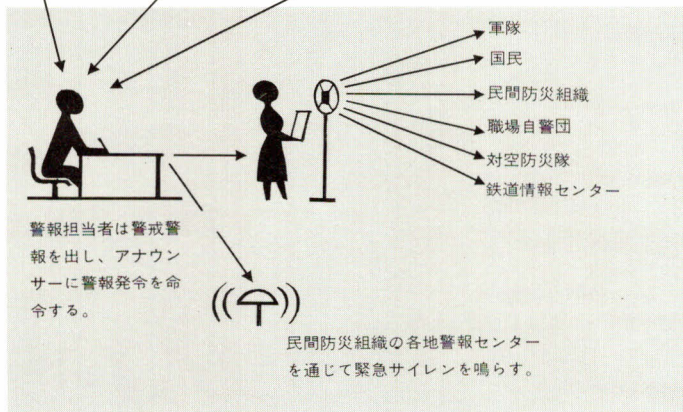 軍隊
国民
民間防災組織
職場自警団
対空防災隊
鉄道情報センター
警報担当者は警戒警
報を出し、アナウン
サーに警報発令を命
令する。
民間防災組織の各地警報センター
を通じて緊急サイレンを鳴らす。